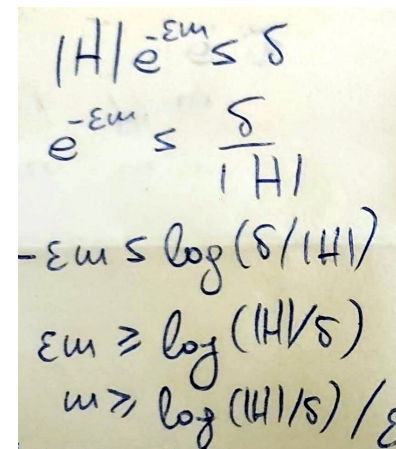 |H| e^{-εm} ≤ δ
e^{-εm} ≤ δ / |H|
-εm ≤ log(δ/|H|)
εm ≥ log(|H|/δ)
m ≥ log(|H|/δ)/ε